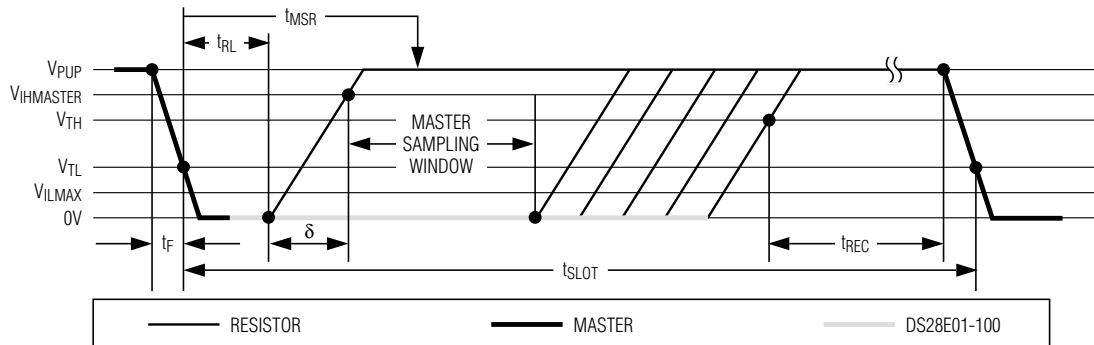 tMSR
tRL
VPUP
VIHMASTER
VTH
MASTER
SAMPLING
WINDOW
VTL
VILMAX
0V
tF
δ
tREC
tSLOT
RESISTOR MASTER DS28E01-100